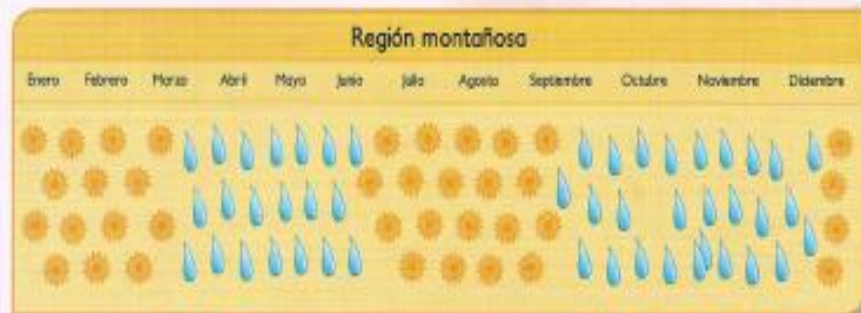 Región montañosa
Enero Febrero Marzo Abril Mayo Junio Julio Agosto Septiembre Octubre Noviembre Diciembre